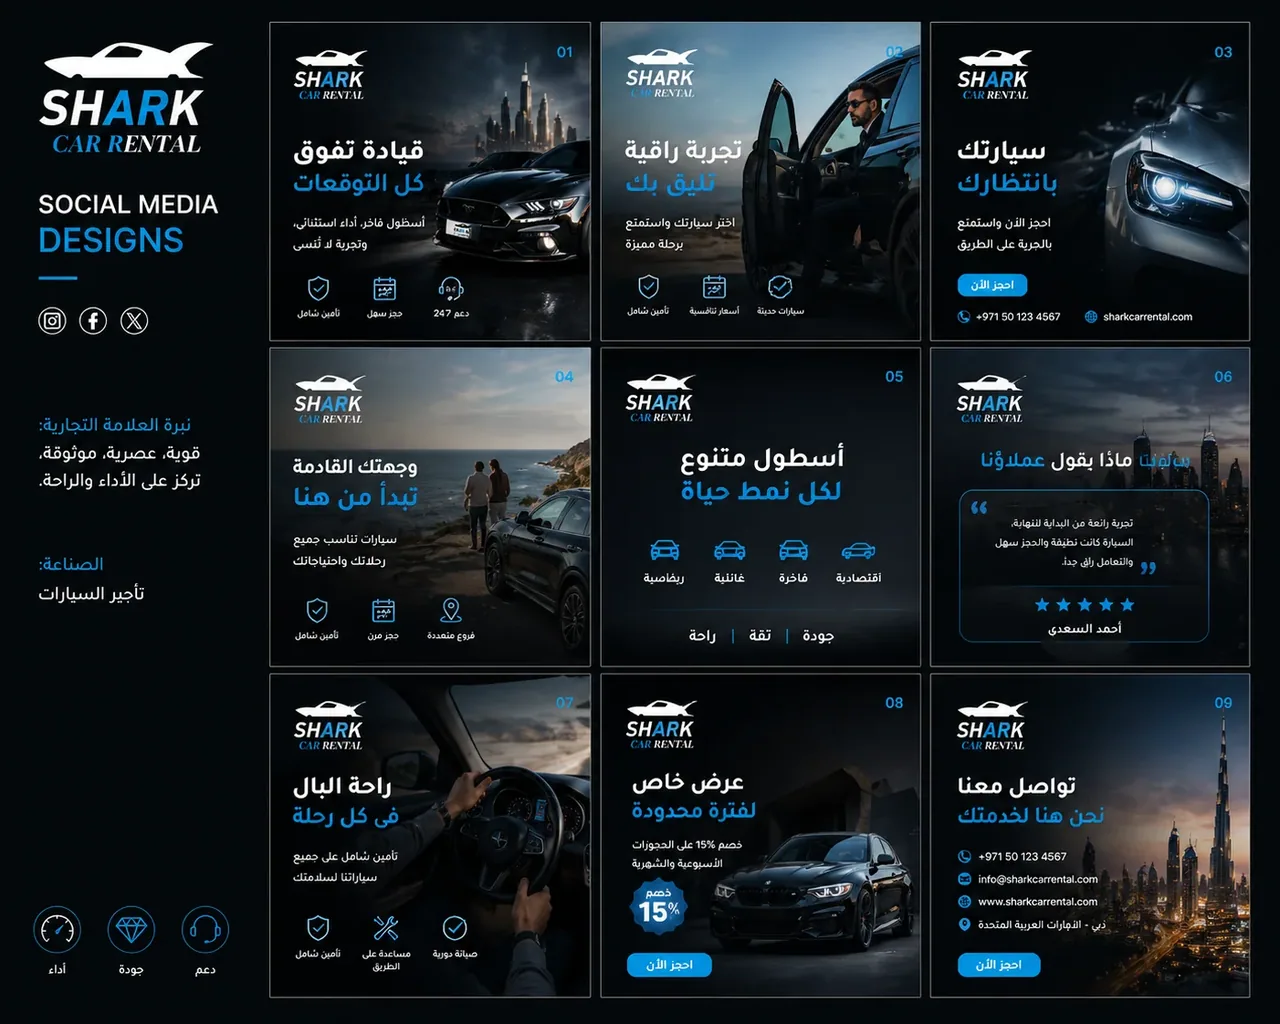 SHARK
CAR RENTAL
SOCIAL MEDIA
DESIGNS
نبرة العلامة التجارية:
قوية، عصرية، موثوقة،
تركز على الأداء والراحة.
الصناعة:
تأجير السيارات
أداء
جودة
دعم
01
SHARK
CAR RENTAL
قيادة تفوق
كل التوقعات
أسطول فاخر، أداء استثنائي،
وتجربة لا تُنسى
تأمين شامل
حجز سهل
دعم 247
02
SHARK
CAR RENTAL
تجربة راقية
تليق بك
اختر سيارتك واستمتع
برحلة مميزة
تأمين شامل
أسعار تنافسية
سيارات حديثة
03
SHARK
CAR RENTAL
سيارتك
بانتظارك
احجز الآن واستمتع
بالجرية على الطريق
احجز الآن
+971 50 123 4567
sharkcarrental.com
04
SHARK
CAR RENTAL
وجهتك القادمة
تبدأ من هنا
سيارات تناسب جميع
رحلاتك واحتياجاتك
تأمين شامل
حجز مرن
فروع متعددة
05
SHARK
CAR RENTAL
أسطول متنوع
لكل نمط حياة
فاخرة
اقتصادية
جودة | ثقة | راحة
06
SHARK
CAR RENTAL
ماذا يقول عملاؤنا
تجربة رائعة من البداية للنهاية،
السيارة كانت نظيفة والحجز سهل
والتعامل راقٍ جداً.
أحمد السعدي
07
SHARK
CAR RENTAL
راحة البال
في كل رحلة
تأمين شامل على جميع
سياراتنا لسلامتك
تأمين شامل
مساعدة على
الطريق
صيانة دورية
08
SHARK
CAR RENTAL
عرض خاص
لفترة محدودة
خصم 15% على الحجوزات
الأسبوعية والشهرية
خصم
15%
احجز الآن
09
SHARK
CAR RENTAL
تواصل معنا
نحن هنا لخدمتك
+971 50 123 4567
info@sharkcarrental.com
www.sharkcarrental.com
دبي - الإمارات العربية المتحدة
احجز الآن